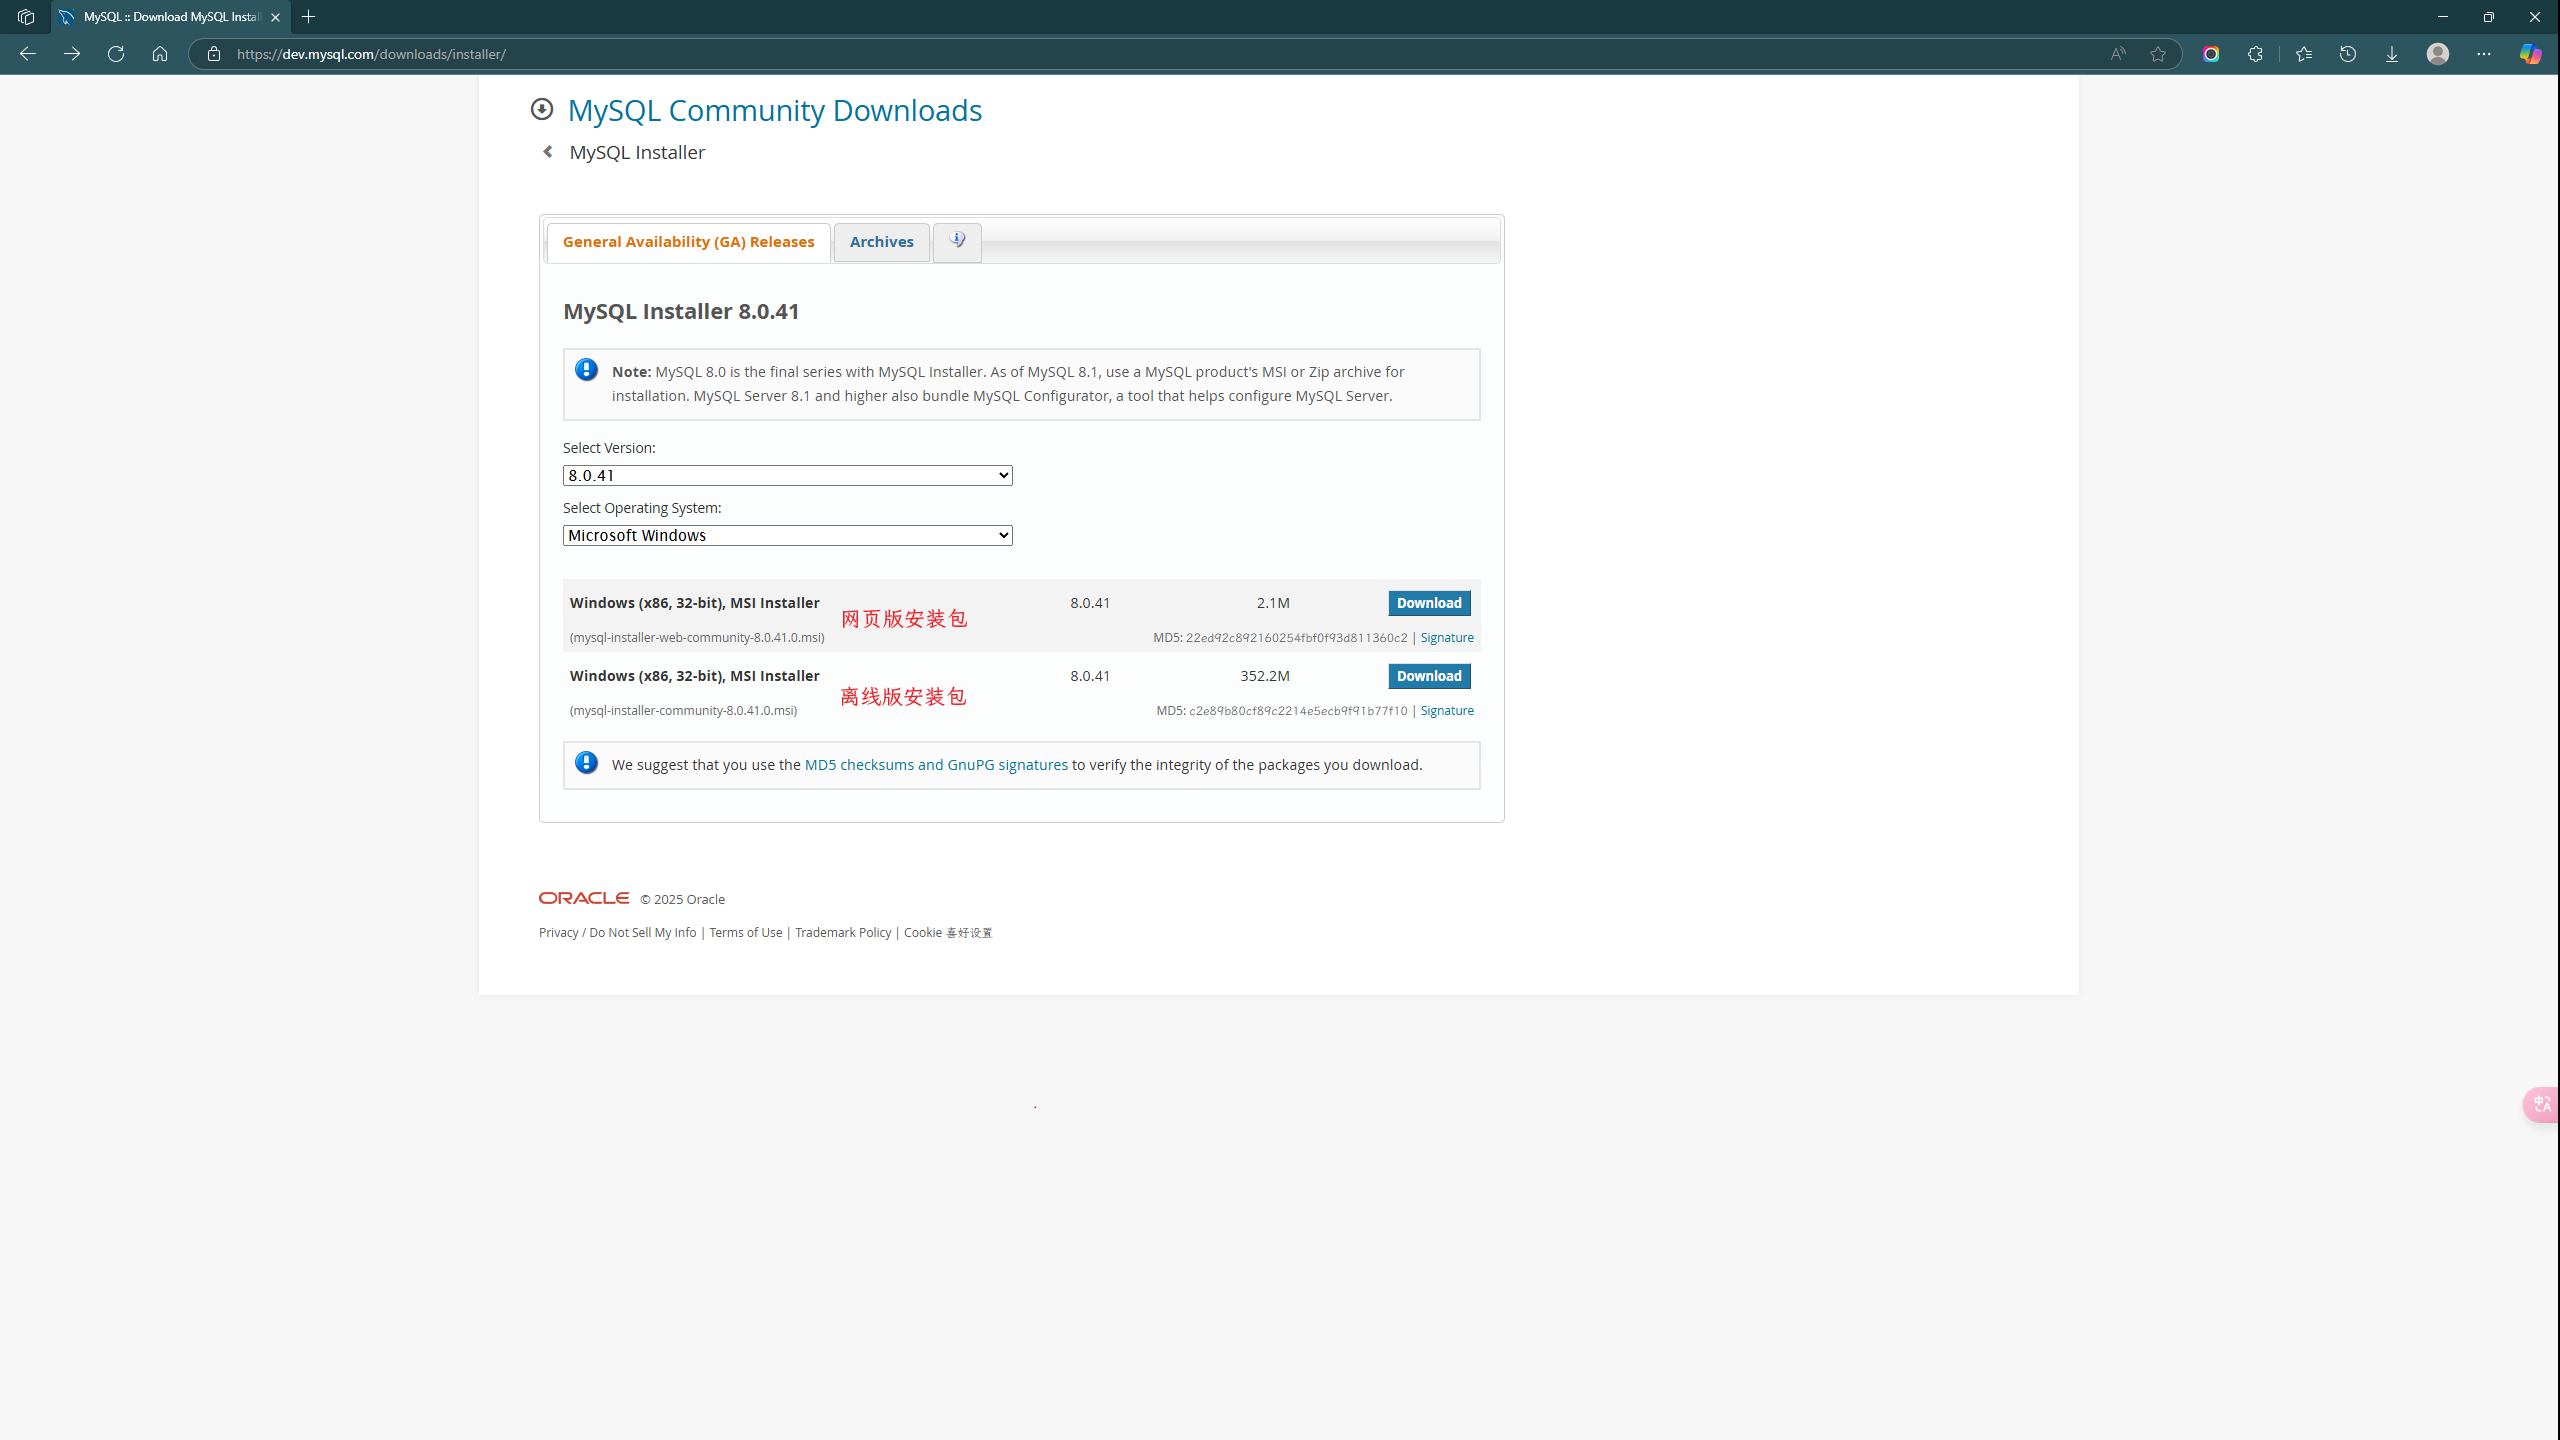 MySQL :: Download MySQL Instal
https://dev.mysql.com/downloads/installer/
MySQL Community Downloads
MySQL Installer
General Availability (GA) Releases
Archives
MySQL Installer 8.0.41
Note: MySQL 8.0 is the final series with MySQL Installer. As of MySQL 8.1, use a MySQL product's MSI or Zip archive for
installation. MySQL Server 8.1 and higher also bundle MySQL Configurator, a tool that helps configure MySQL Server.
Select Version:
8.0.41
Select Operating System:
Microsoft Windows
Windows (x86, 32-bit), MSI Installer 8.0.41 2.1M Download
网页版安装包
(mysql-installer-web-community-8.0.41.0.msi) MD5: 22ed92c892160254fbf0f93d811360c2 | Signature
Windows (x86, 32-bit), MSI Installer 8.0.41 352.2M Download
离线版安装包
(mysql-installer-community-8.0.41.0.msi) MD5: c2e89b80cf89c2214e5ecb9f91b77f10 | Signature
We suggest that you use the MD5 checksums and GnuPG signatures to verify the integrity of the packages you download.
ORACLE © 2025 Oracle
Privacy / Do Not Sell My Info | Terms of Use | Trademark Policy | Cookie 喜好设置